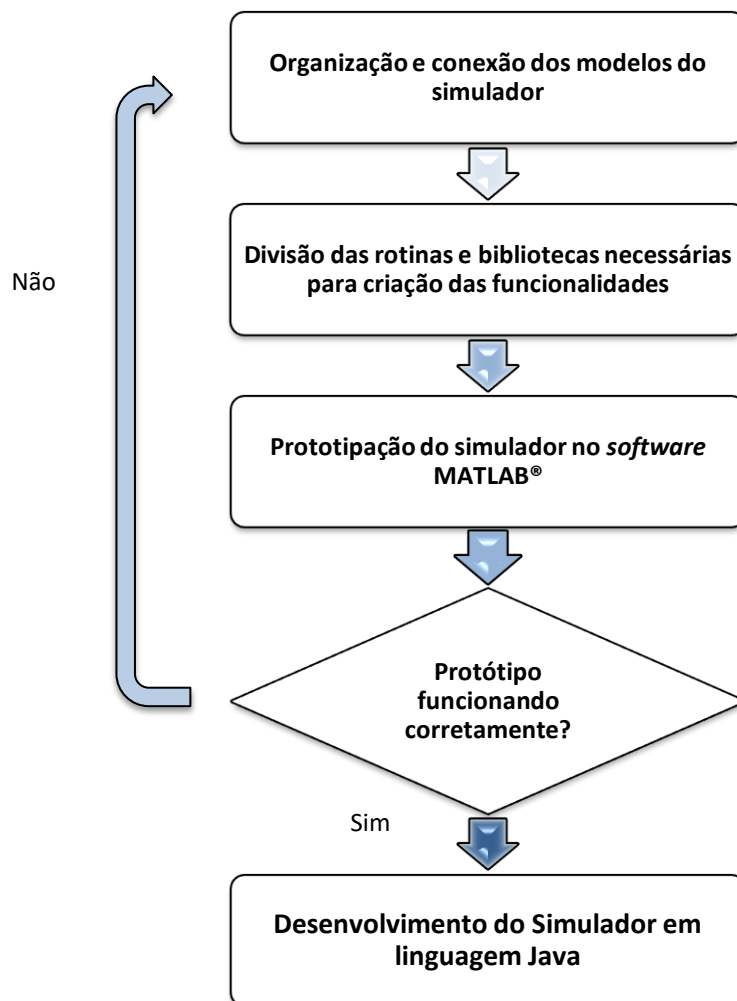 Organização e conexão dos modelos do
simulador
Divisão das rotinas e bibliotecas necessárias
para criação das funcionalidades
Não
Prototipação do simulador no software
MATLAB®
Protótipo
funcionando
corretamente?
Sim
Desenvolvimento do Simulador em
linguagem Java